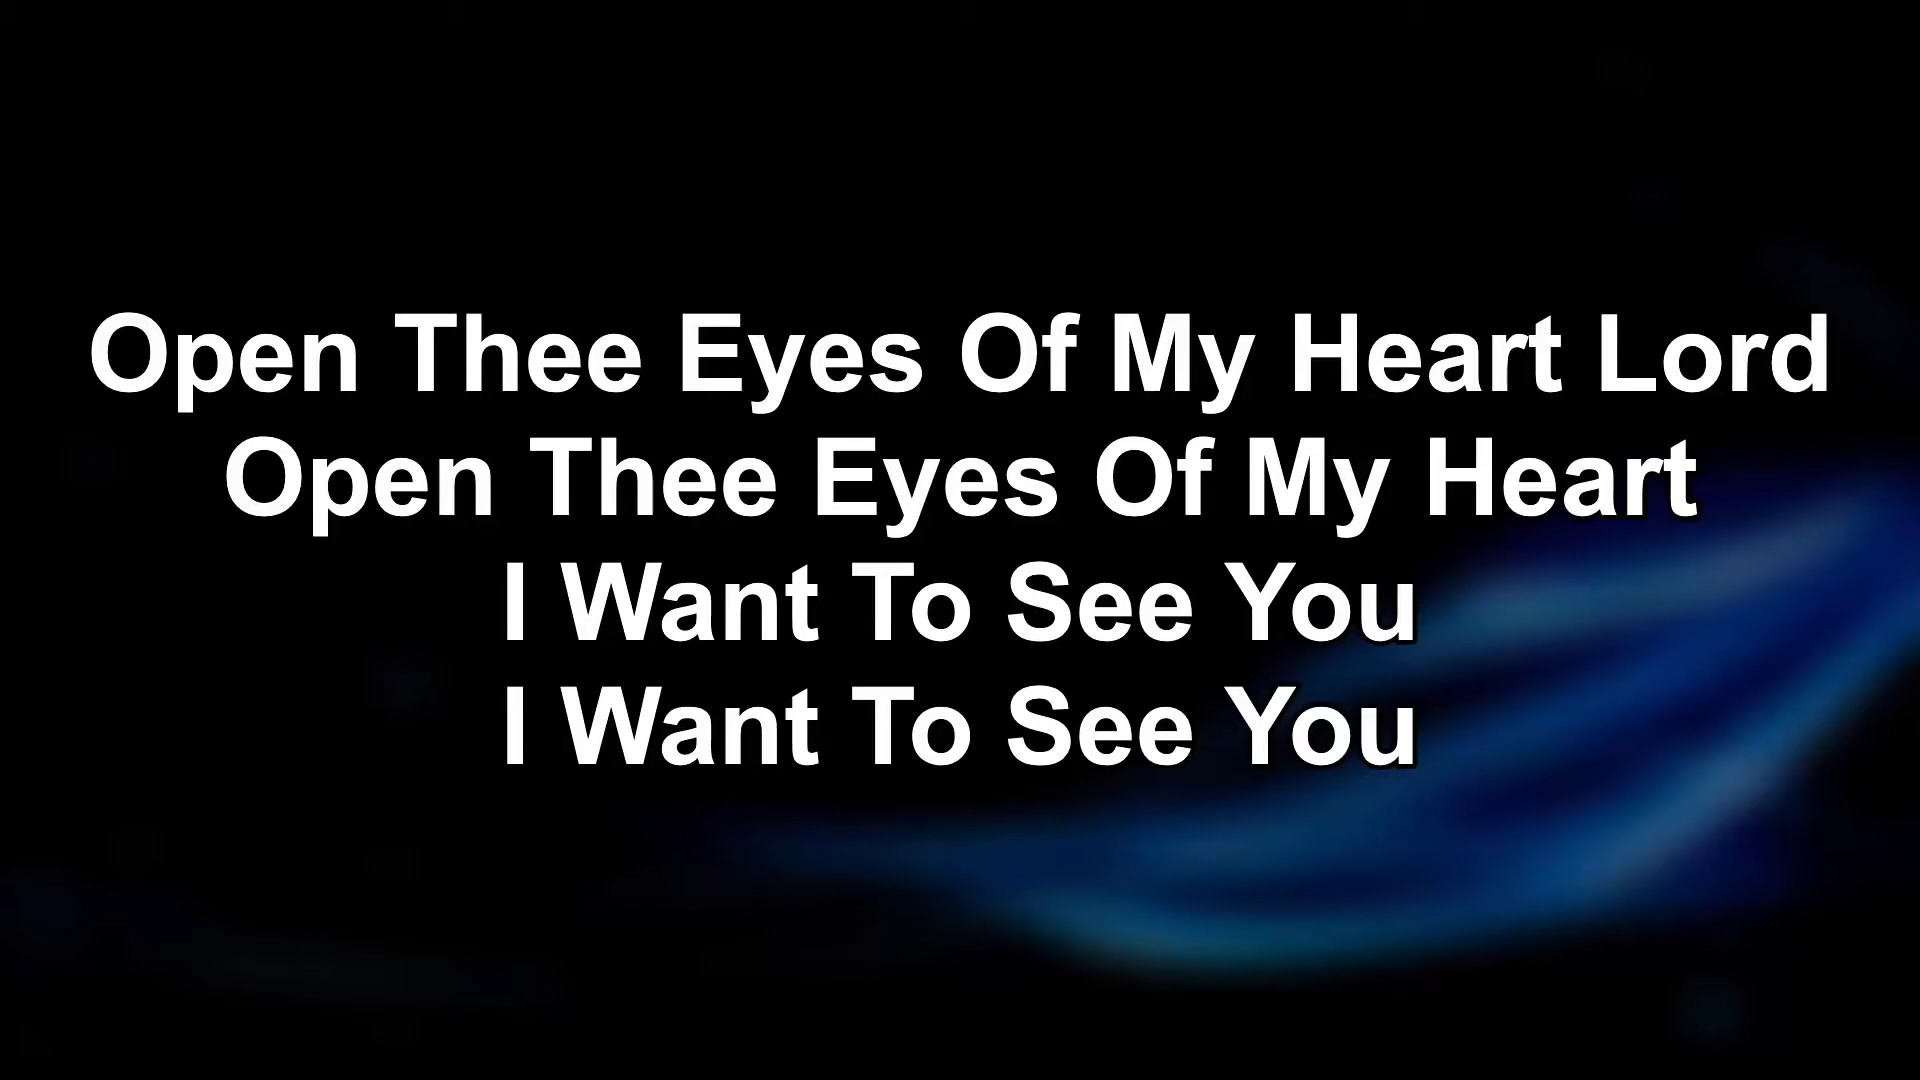 Open Thee Eyes Of My Heart Lord
Open Thee Eyes Of My Heart
I Want To See You
I Want To See You